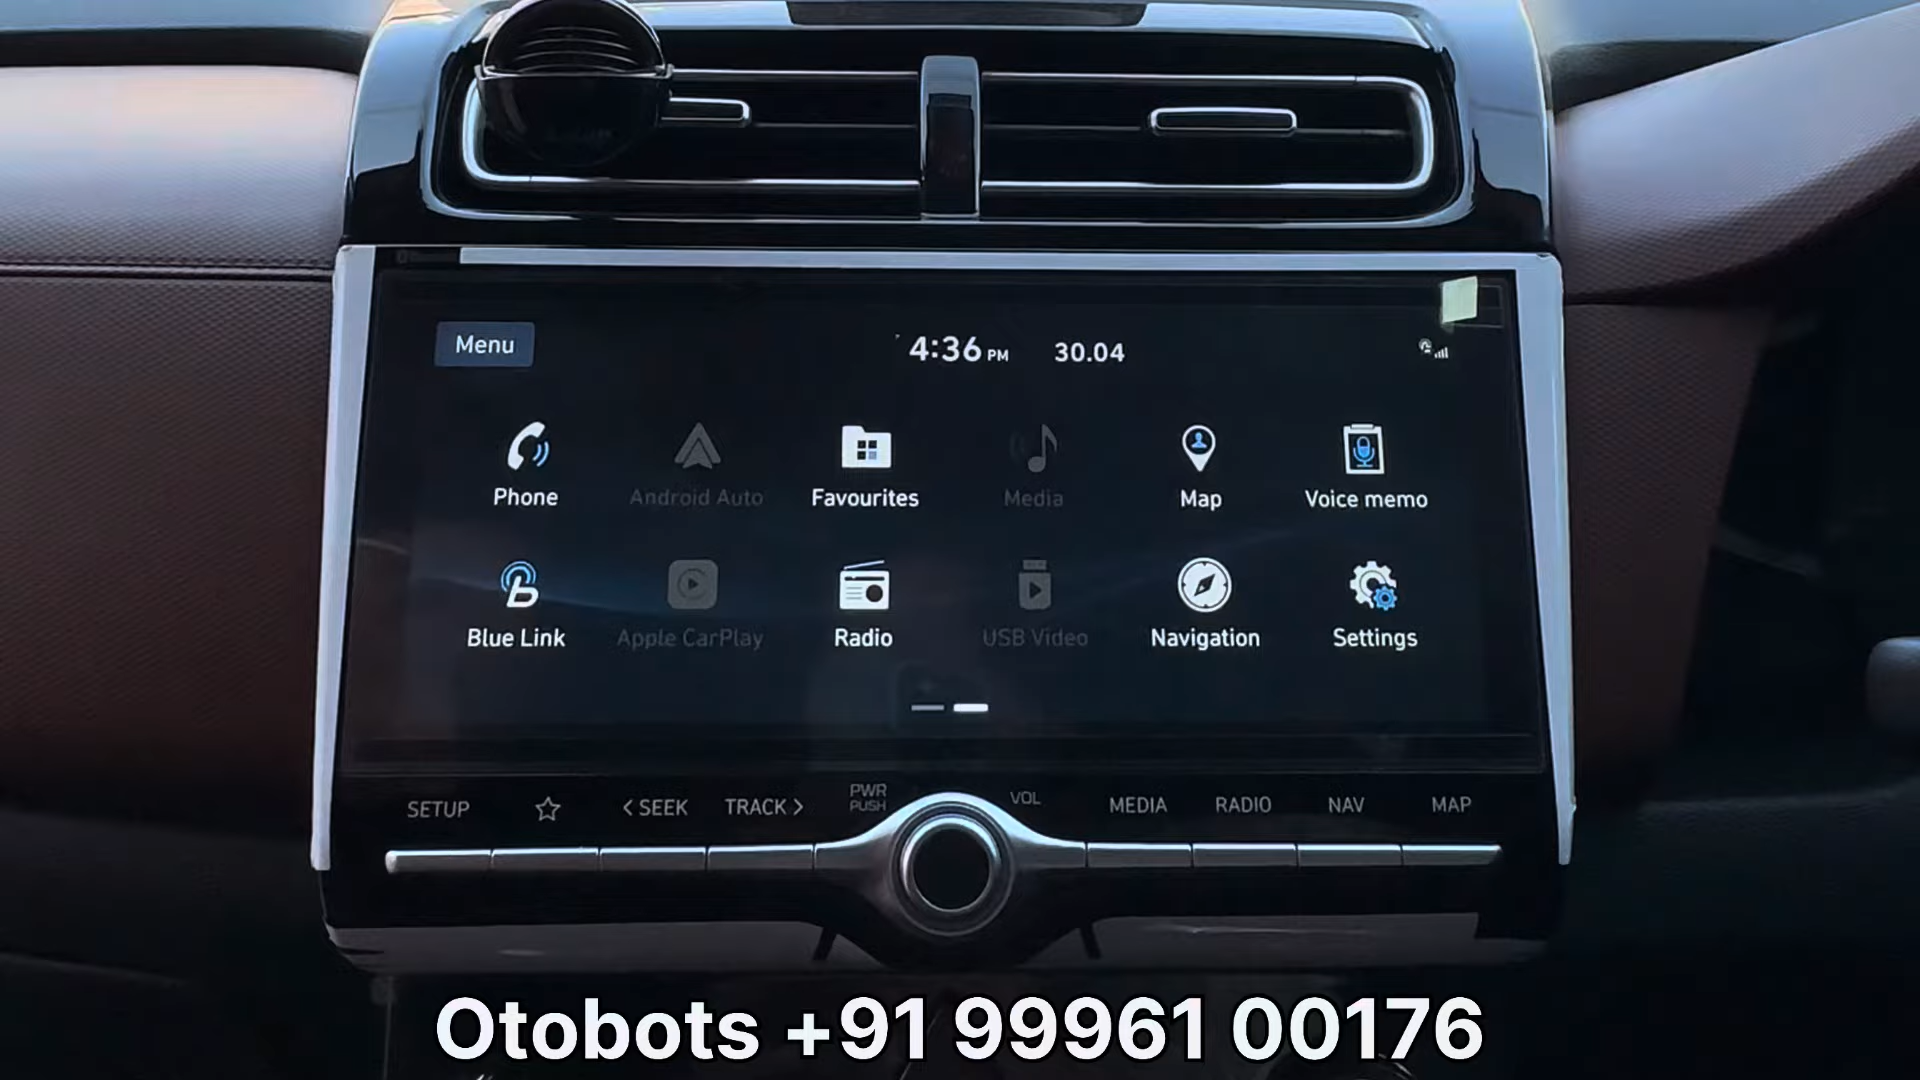 Menu
4:36 PM 30.04
Phone
Android Auto
Favourites
Media
Map
Voice memo
Blue Link
Apple CarPlay
Radio
USB Video
Navigation
Settings
SETUP
< SEEK
TRACK >
PWR
PUSH
VOL
MEDIA
RADIO
NAV
MAP
Otobots +91 99961 00176